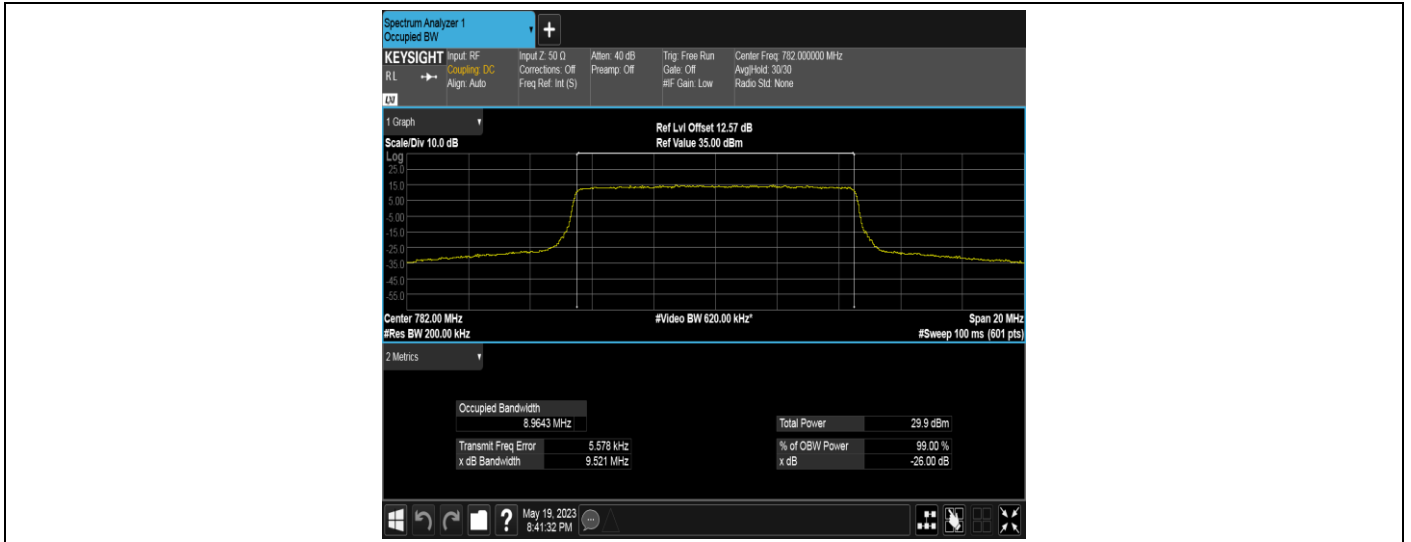 Spectrum Analyzer 1
Occupied BW
+
KEYSIGHT Input: RF Input Z: 50 Ω Atten: 40 dB Trig: Free Run Center Freq: 782.000000 MHz
RL Coupling: DC Corrections: Off Preamp: Off Gate: Off Avg|Hold: 30/30
Align: Auto Freq Ref: Int (S) #IF Gain: Low Radio Std: None
LXI
1 Graph
Ref Lvl Offset 12.57 dB
Scale/Div 10.0 dB Ref Value 35.00 dBm
Log
25.0
15.0
5.00
-5.00
-15.0
-25.0
-35.0
-45.0
-55.0
Center 782.00 MHz #Video BW 620.00 kHz* Span 20 MHz
#Res BW 200.00 kHz #Sweep 100 ms (601 pts)
2 Metrics
Occupied Bandwidth
8.9643 MHz Total Power 29.9 dBm
Transmit Freq Error 5.578 kHz % of OBW Power 99.00 %
x dB Bandwidth 9.521 MHz x dB -26.00 dB
? May 19, 2023
8:41:32 PM